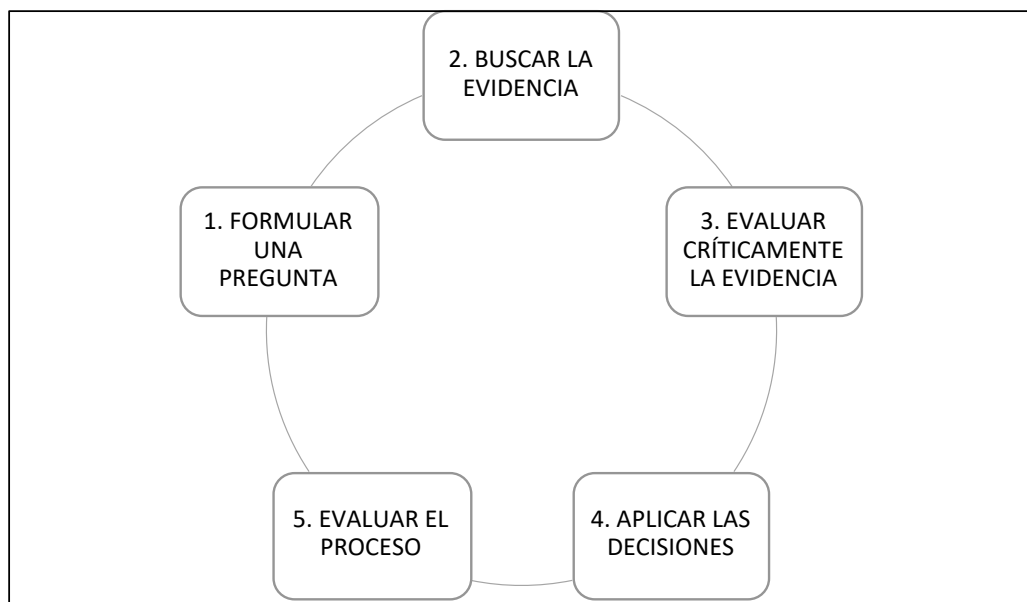 2. BUSCAR LA
EVIDENCIA
1. FORMULAR
UNA
PREGUNTA
3. EVALUAR
CRÍTICAMENTE
LA EVIDENCIA
5. EVALUAR EL
PROCESO
4. APLICAR LAS
DECISIONES